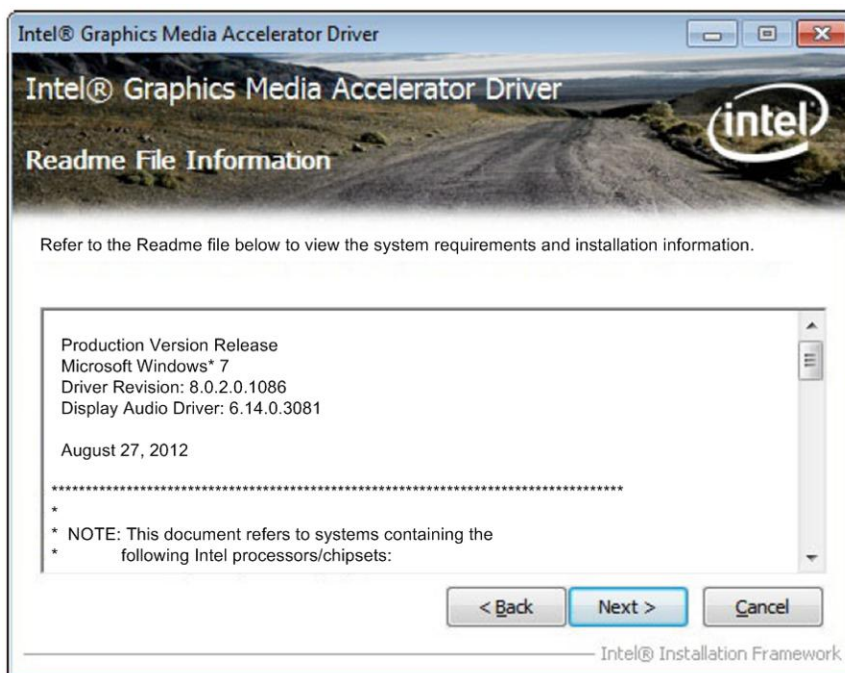 Intel® Graphics Media Accelerator Driver
Intel® Graphics Media Accelerator Driver
intel
Readme File Information
Refer to the Readme file below to view the system requirements and installation information.
Production Version Release
Microsoft Windows* 7
Driver Revision: 8.0.2.0.1086
Display Audio Driver: 6.14.0.3081
August 27, 2012
************************************************************************************
*
* NOTE: This document refers to systems containing the
* following Intel processors/chipsets:
< Back Next > Cancel
Intel® Installation Framework